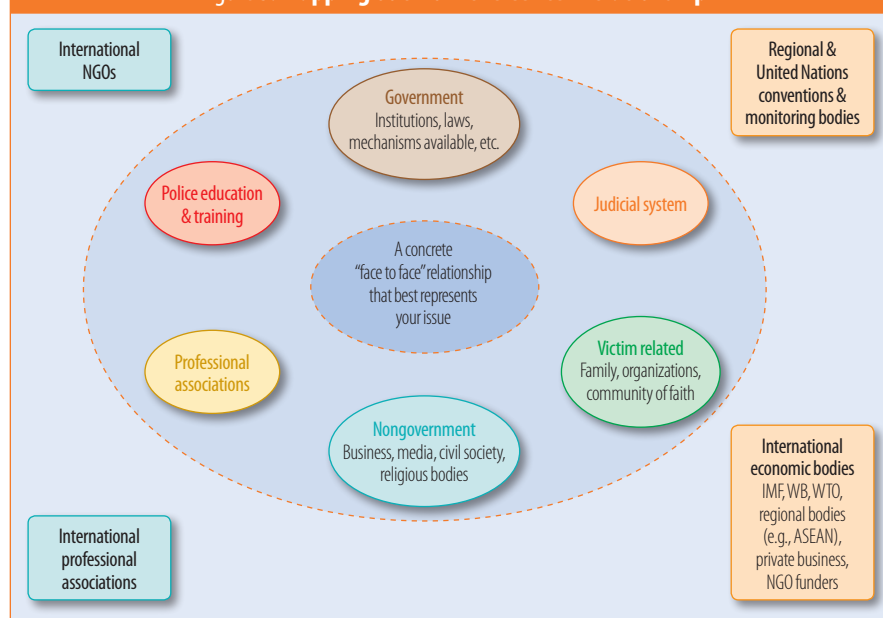 International
NGOs
Regional &
United Nations
conventions &
monitoring bodies
Government
Institutions, laws,
mechanisms available, etc.
Police education
& training
Judicial system
A concrete
“face to face” relationship
that best represents
your issue
Professional
associations
Victim related
Family, organizations,
community of faith
Nongovernment
Business, media, civil society,
religious bodies
International
professional
associations
International
economic bodies
IMF, WB, WTO,
regional bodies
(e.g., ASEAN),
private business,
NGO funders